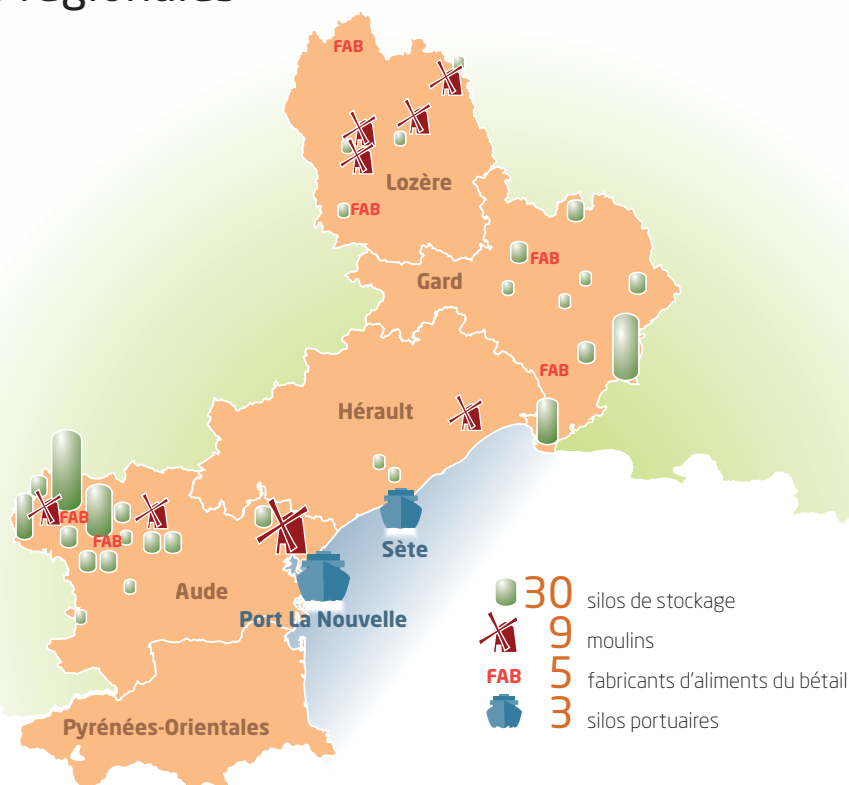 régionales
FAB
Lozère
FAB
Gard
FAB
FAB
Hérault
FAB
FAB
Sète
Aude
Port La Nouvelle
Pyrénées-Orientales
30 silos de stockage
9 moulins
FAB 5 fabricants d'aliments du bétail
3 silos portuaires